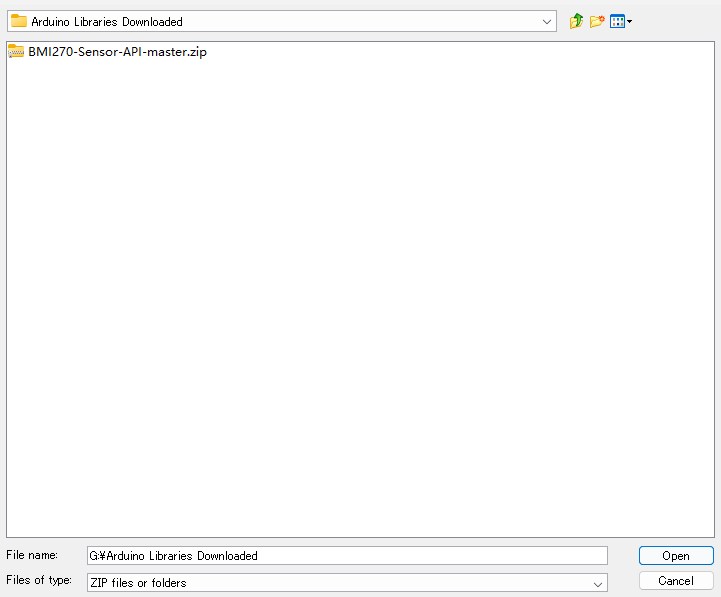 Arduino Libraries Downloaded
BMI270-Sensor-API-master.zip
File name: G:¥Arduino Libraries Downloaded Open
Files of type: ZIP files or folders Cancel